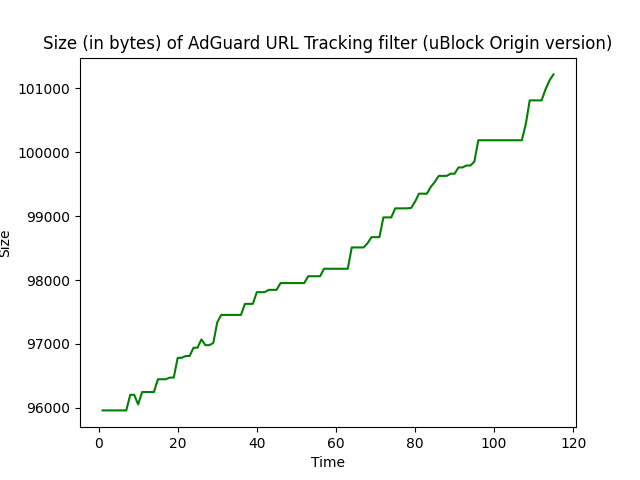 Size (in bytes) of AdGuard URL Tracking filter (uBlock Origin version)
101000
100000
99000
98000
97000
96000
Size
0 20 40 60 80 100 120
Time